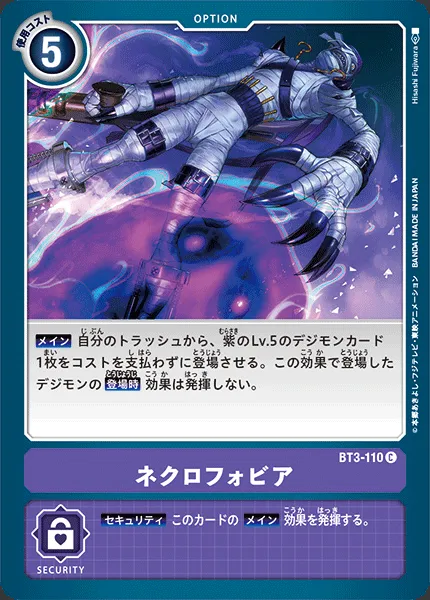 OPTION
使用コスト
5
Hisashi Fujiwara
©本郷あきよし・フジテレビ・東映アニメーション BANDAI MADE IN JAPAN
メイン 自分のトラッシュから、紫のLv.5のデジモンカード
1枚をコストを支払わずに登場させる。この効果で登場した
デジモンの 登場時 効果は発揮しない。
BT3-110 C
ネクロフォビア
セキュリティ このカードの メイン 効果を発揮する。
SECURITY